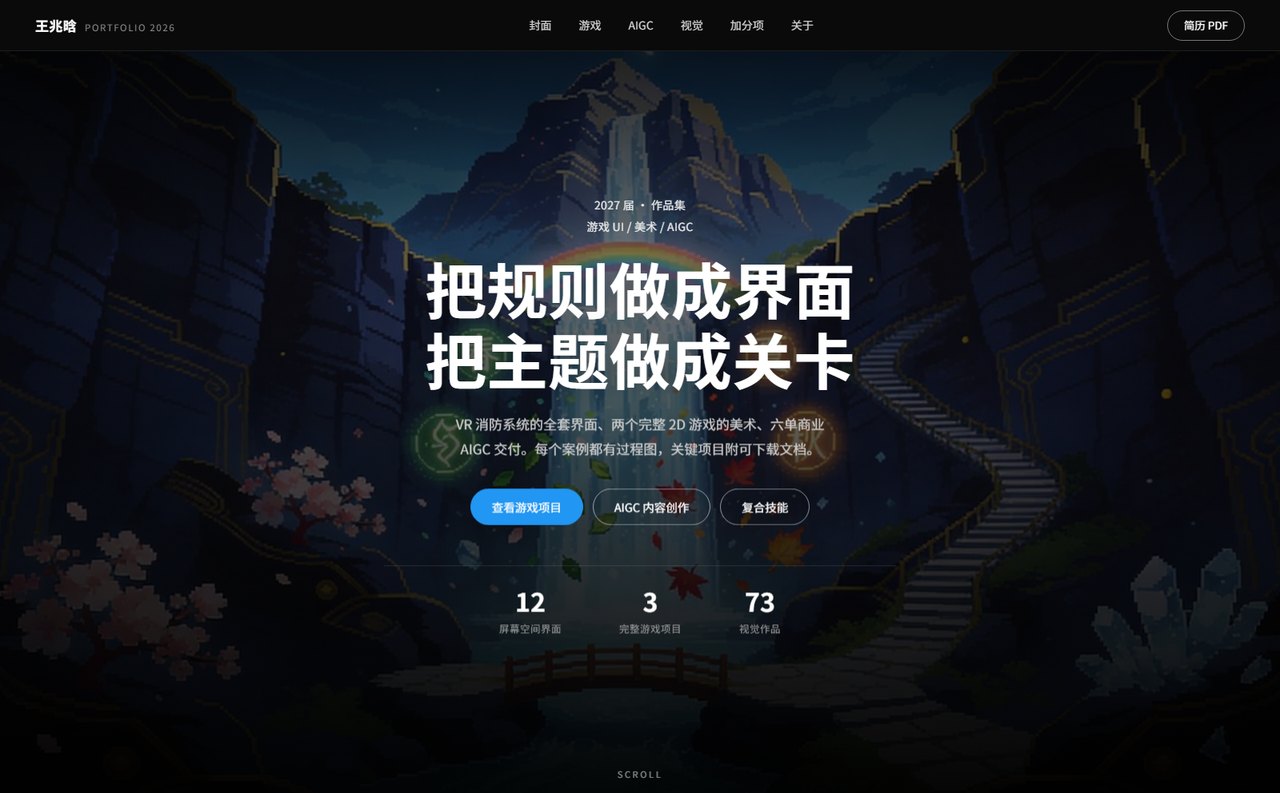 王兆晗 PORTFOLIO 2026
封面 游戏 AIGC 视觉 加分项 关于
简历 PDF
2027 届 · 作品集
游戏 UI / 美术 / AIGC
把规则做成界面
把主题做成关卡
VR 消防系统的全套界面、两个完整 2D 游戏的美术、六单商业
AIGC 交付。每个案例都有过程图，关键项目附可下载文档。
查看游戏项目 AIGC 内容创作 复合技能
12 3 73
屏幕空间界面 完整游戏项目 视觉作品
SCROLL